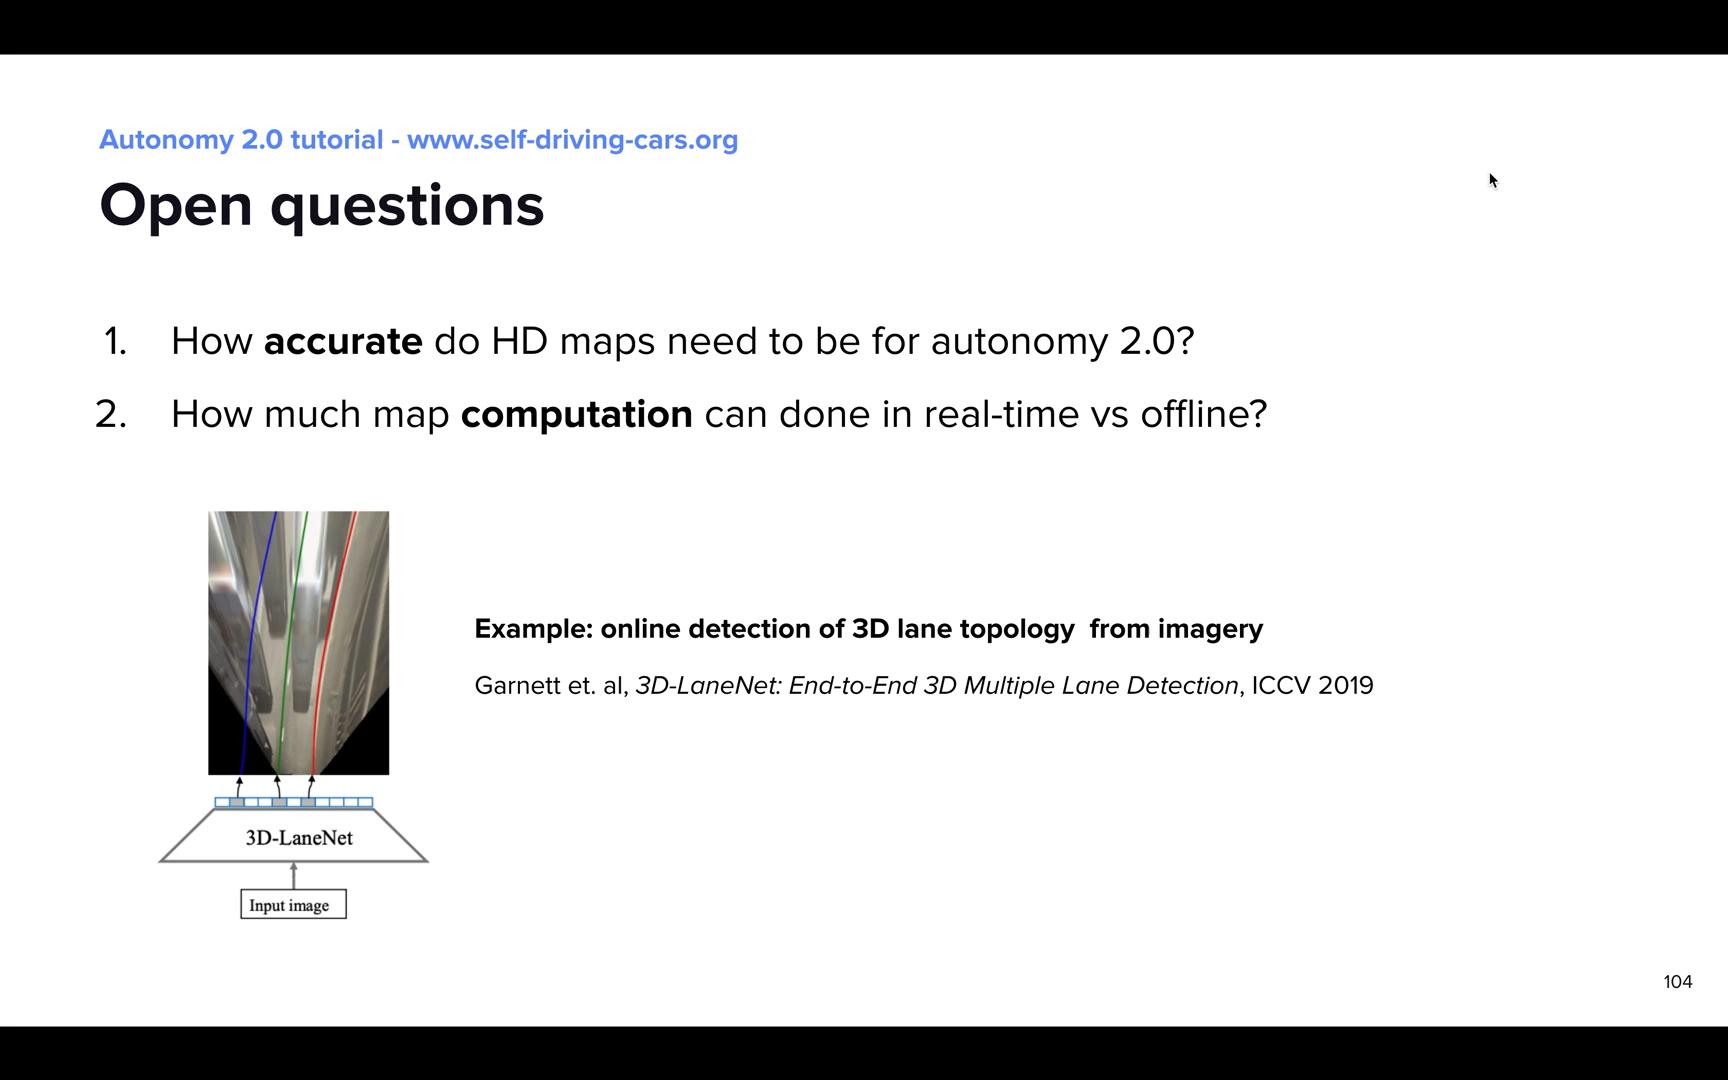 Autonomy 2.0 tutorial - www.self-driving-cars.org
Open questions
1. How accurate do HD maps need to be for autonomy 2.0?
2. How much map computation can done in real-time vs offline?
Example: online detection of 3D lane topology  from imagery
Garnett et. al, 3D-LaneNet: End-to-End 3D Multiple Lane Detection, ICCV 2019
3D-LaneNet
Input image
104